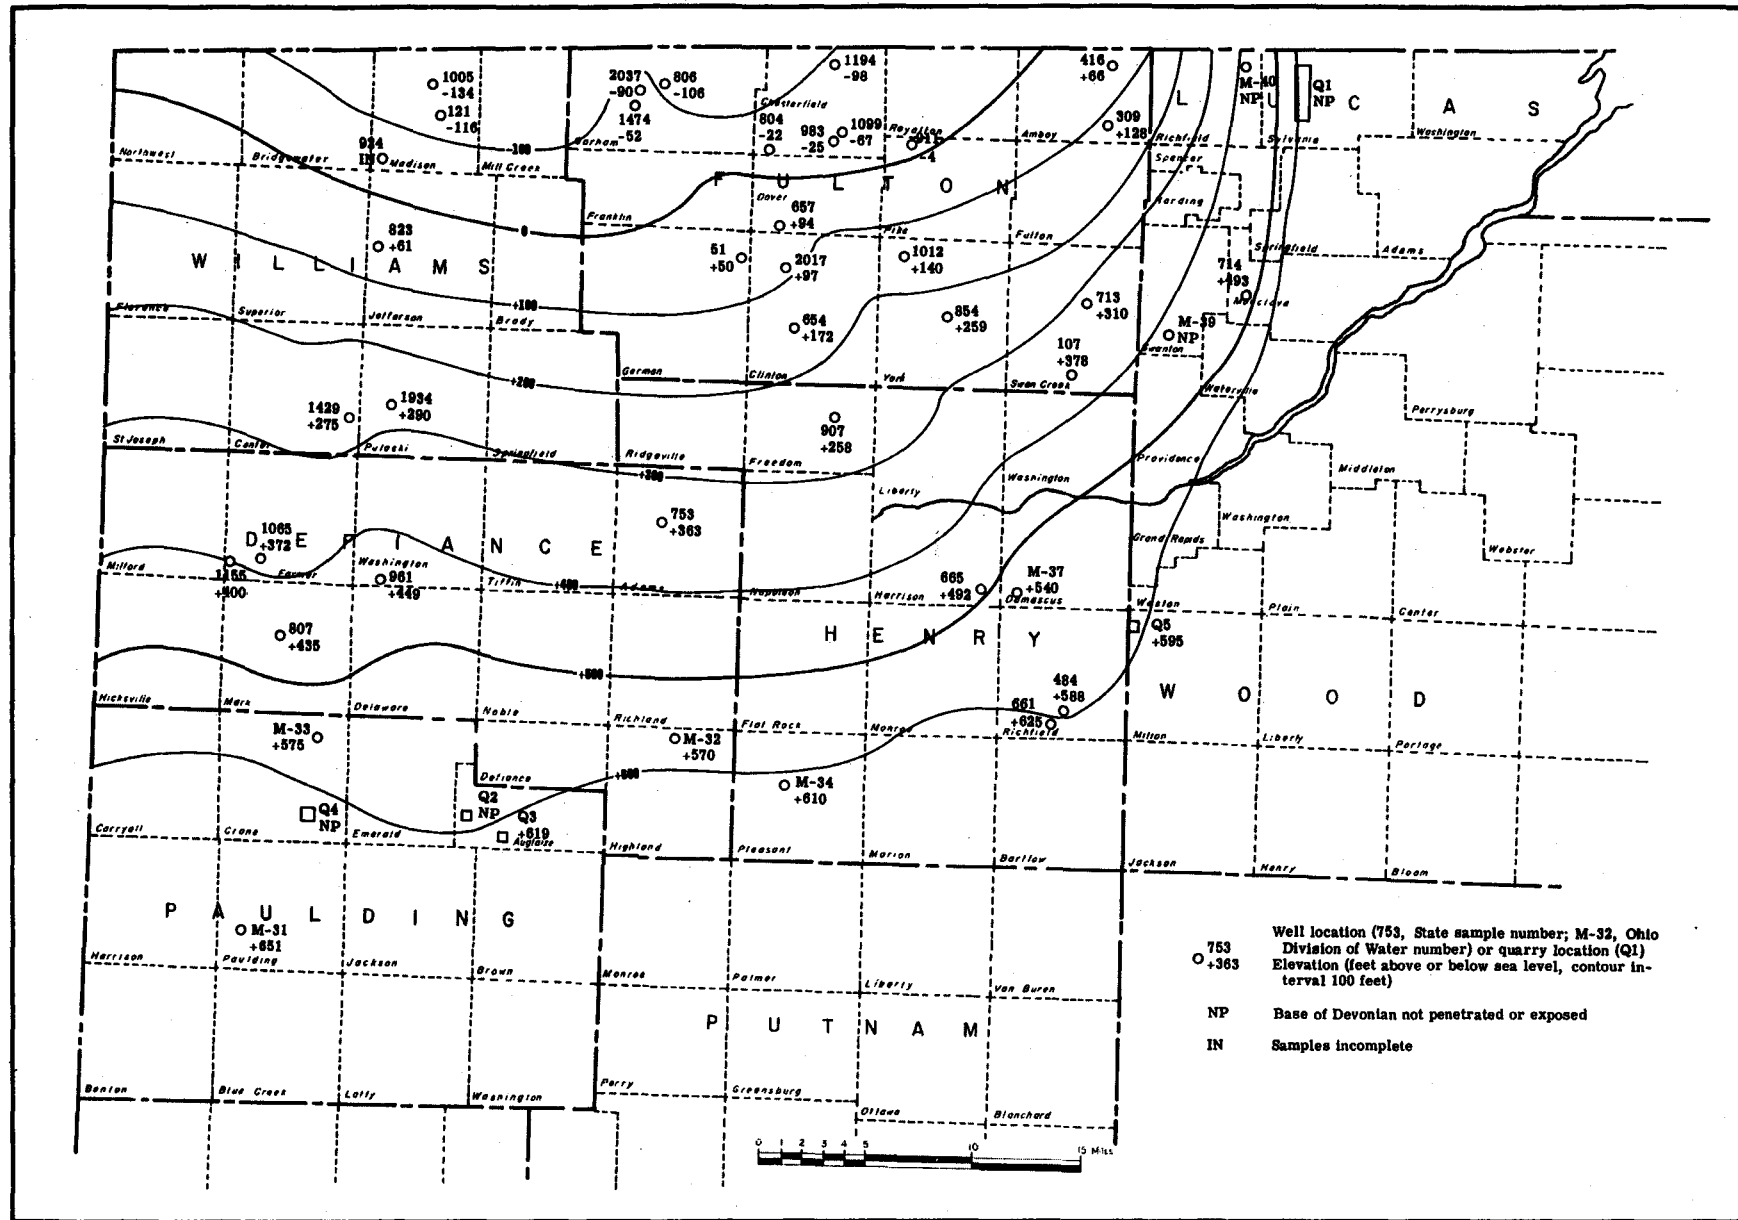 1005
-134
121
-116
924
IN
2037
-90
806
-106
1474
-52
1194
-98
Chesterfield
804
-22
983
-25
1099
-67
Royalton
-4
416
+66
309
+128
Amboy
M-40
NP
Q1
NP
L U C A S
Richfield
Sylvania
Washington
Spencer
Harding
Northwest
Bridgewater
Madison
Mill Creek
-100
Gorham
F U L T O N
Dover
657
+94
Franklin
Pike
Fulton
0
823
+61
W I L L I A M S
51
+50
2017
+97
1012
+140
Springfield
Adams
714
+493
Florence
Superior
Jefferson
Brady
+100
654
+172
854
+259
713
+310
M-39
NP
Swanton
107
+378
German
Clinton
York
Swan Creek
Waterville
+200
1429
+275
1934
+290
907
+258
Perrysburg
St Joseph
Center
Pulaski
Springfield
Ridgeville
Freedom
+300
Providence
Middleton
Liberty
Washington
Washington
753
+363
1065
+372
D E F I A N C E
Grand Rapids
Webster
Milford
1155
+400
Farmer
Washington
961
+449
Tiffin
+400
Adams
Napoleon
Harrison
665
+492
M-37
+540
Damascus
Weston
Plain
Center
807
+435
H E N R Y
Q5
+595
+500
W O O D
484
+588
661
+625
Hicksville
Mark
Delaware
Noble
Richland
Flat Rock
Monroe
Richfield
Milton
Liberty
Portage
M-33
+575
M-32
+570
+600
M-34
+610
Defiance
Q4
NP
Q2
NP
Q3
+619
Auglaize
Carryall
Crane
Emerald
Highland
Pleasant
Marion
Bartlow
Jackson
Henry
Bloom
P A U L D I N G
M-31
+651
Harrison
Paulding
Jackson
Brown
Monroe
Palmer
Liberty
Van Buren
P U T N A M
Benton
Blue Creek
Latty
Washington
Perry
Greensburg
Ottawa
Blanchard
753
+363
Well location (753, State sample number; M-32, Ohio
Division of Water number) or quarry location (Q1)
Elevation (feet above or below sea level, contour in-
terval 100 feet)
NP Base of Devonian not penetrated or exposed
IN Samples incomplete
0 1 2 3 4 5 10 15 Miles